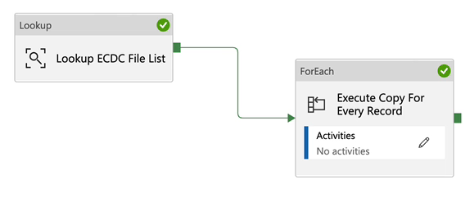 Lookup
Lookup ECDC File List
ForEach
Execute Copy For
Every Record
Activities
No activities